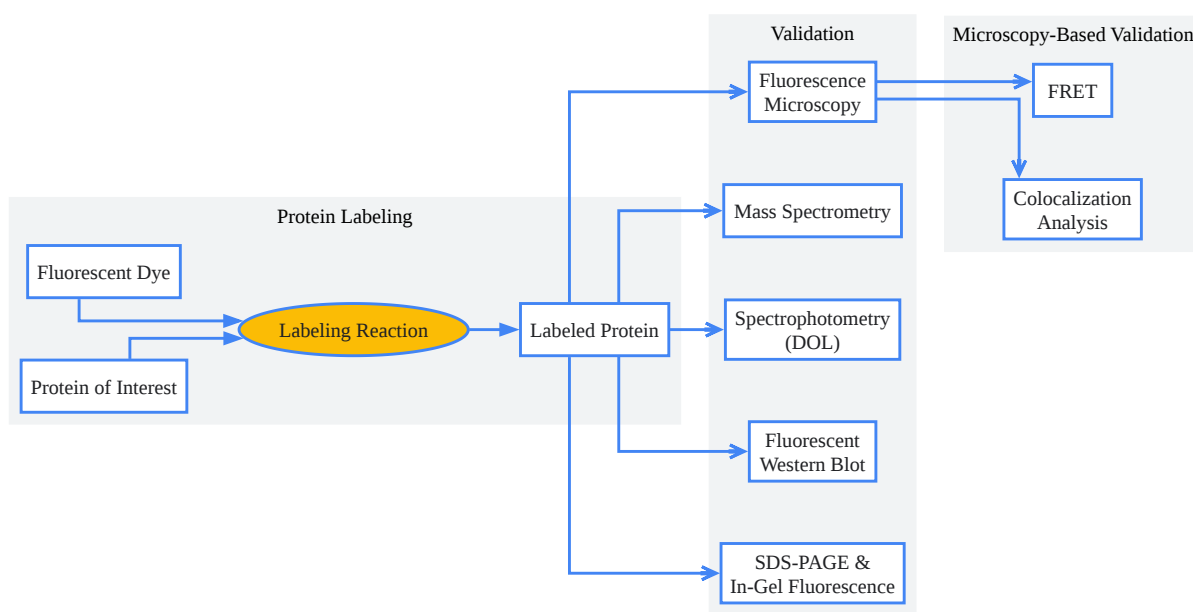 Validation
Microscopy-Based Validation
Fluorescence
Microscopy
FRET
Mass Spectrometry
Colocalization
Analysis
Protein Labeling
Fluorescent Dye
Labeling Reaction
Labeled Protein
Spectrophotometry
(DOL)
Protein of Interest
Fluorescent
Western Blot
SDS-PAGE &
In-Gel Fluorescence